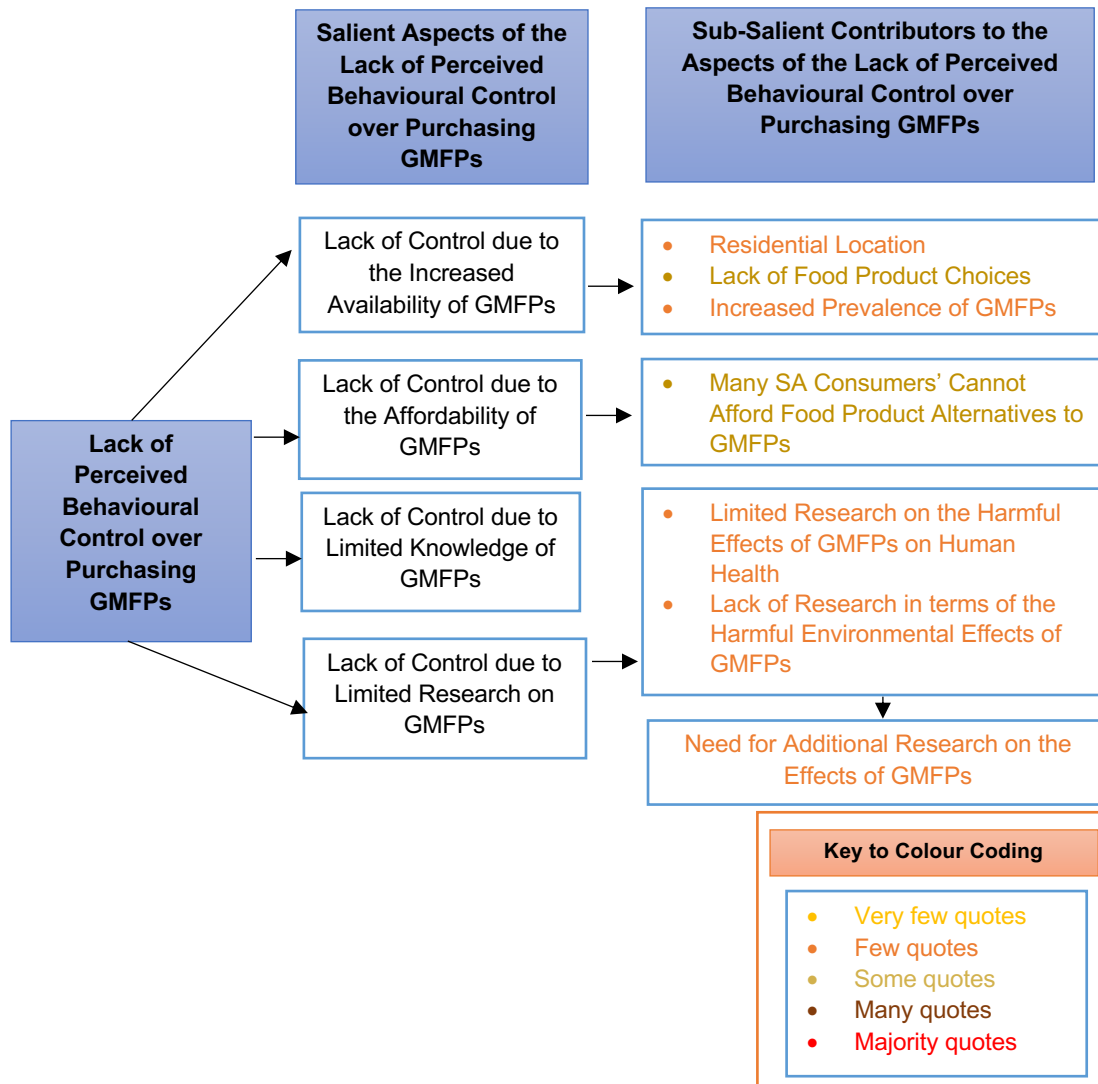 Salient Aspects of the
Lack of Perceived
Behavioural Control
over Purchasing
GMFPs
Sub-Salient Contributors to the
Aspects of the Lack of Perceived
Behavioural Control over
Purchasing GMFPs
Lack of
Perceived
Behavioural
Control over
Purchasing
GMFPs
Lack of Control due to
the Increased
Availability of GMFPs
• Residential Location
• Lack of Food Product Choices
• Increased Prevalence of GMFPs
Lack of Control due to
the Affordability of
GMFPs
• Many SA Consumers’ Cannot
Afford Food Product Alternatives to
GMFPs
Lack of Control due to
Limited Knowledge of
GMFPs
Lack of Control due to
Limited Research on
GMFPs
• Limited Research on the Harmful
Effects of GMFPs on Human
Health
• Lack of Research in terms of the
Harmful Environmental Effects of
GMFPs
Need for Additional Research on the
Effects of GMFPs
Key to Colour Coding
• Very few quotes
• Few quotes
• Some quotes
• Many quotes
• Majority quotes